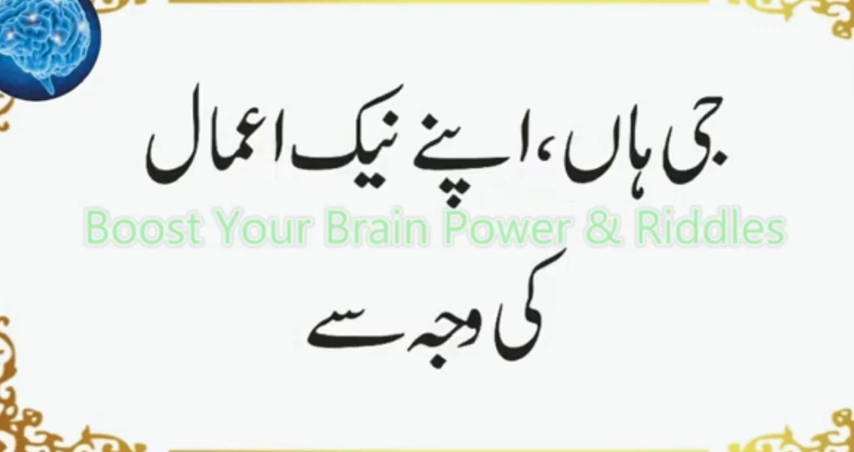 جی ہاں، اپنے نیک اعمال
Boost Your Brain Power & Riddles
کی وجہ سے